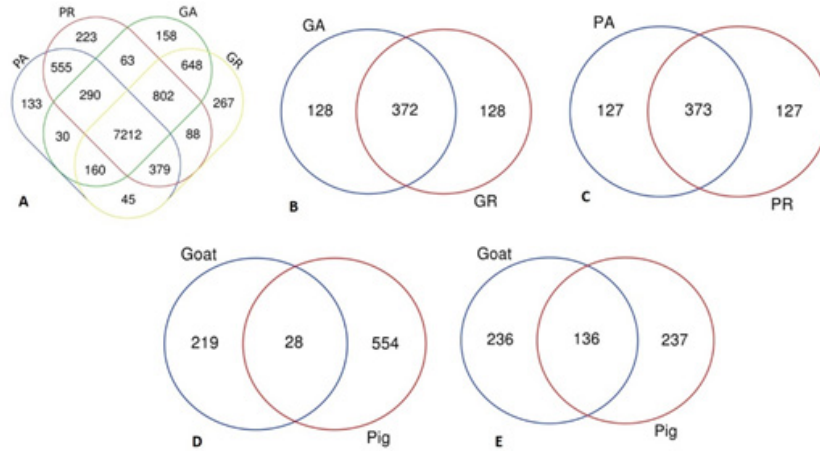 PR GA
PA GR
223 158
555 63 648
133 290 802 267
30 7212 88
160 379
45
A
GA
128 372 128
GR
B
PA
127 373 127
PR
C
Goat
219 28 554
Pig
D
Goat
236 136 237
Pig
E